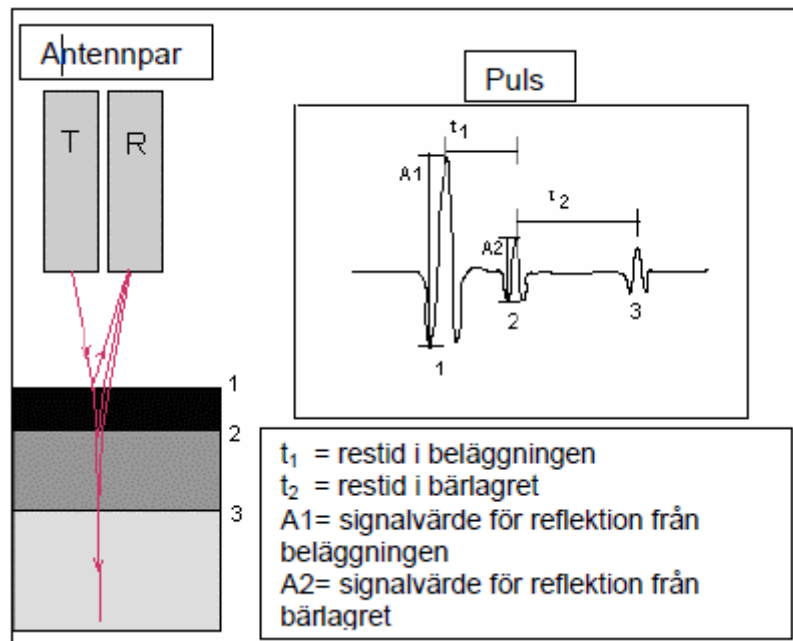 Antennpar
T R
1
2
3
Puls
t1
A1
τ2
A2
1
2
3
t₁ = restid i beläggningen
t₂ = restid i bärlagret
A1= signalvärde för reflektion från
beläggningen
A2= signalvärde för reflektion från
bärlagret